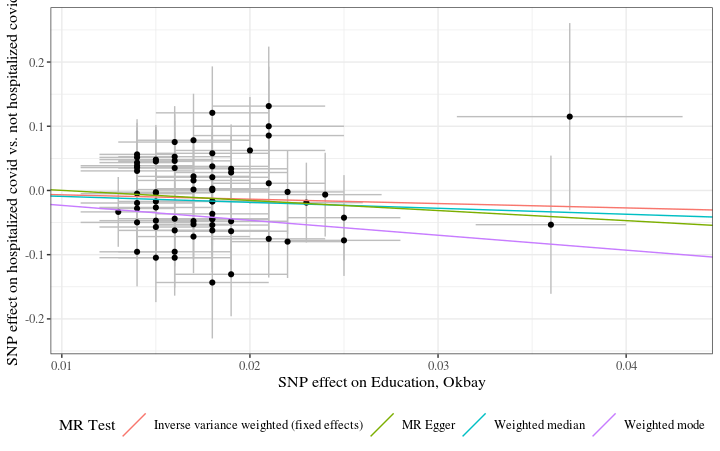 SNP effect on hospitalized covid vs. not hospitalized covid
0.2
0.1
0.0
-0.1
-0.2
0.01
0.02
0.03
0.04
SNP effect on Education, Okbay
MR Test
Inverse variance weighted (fixed effects)
MR Egger
Weighted median
Weighted mode